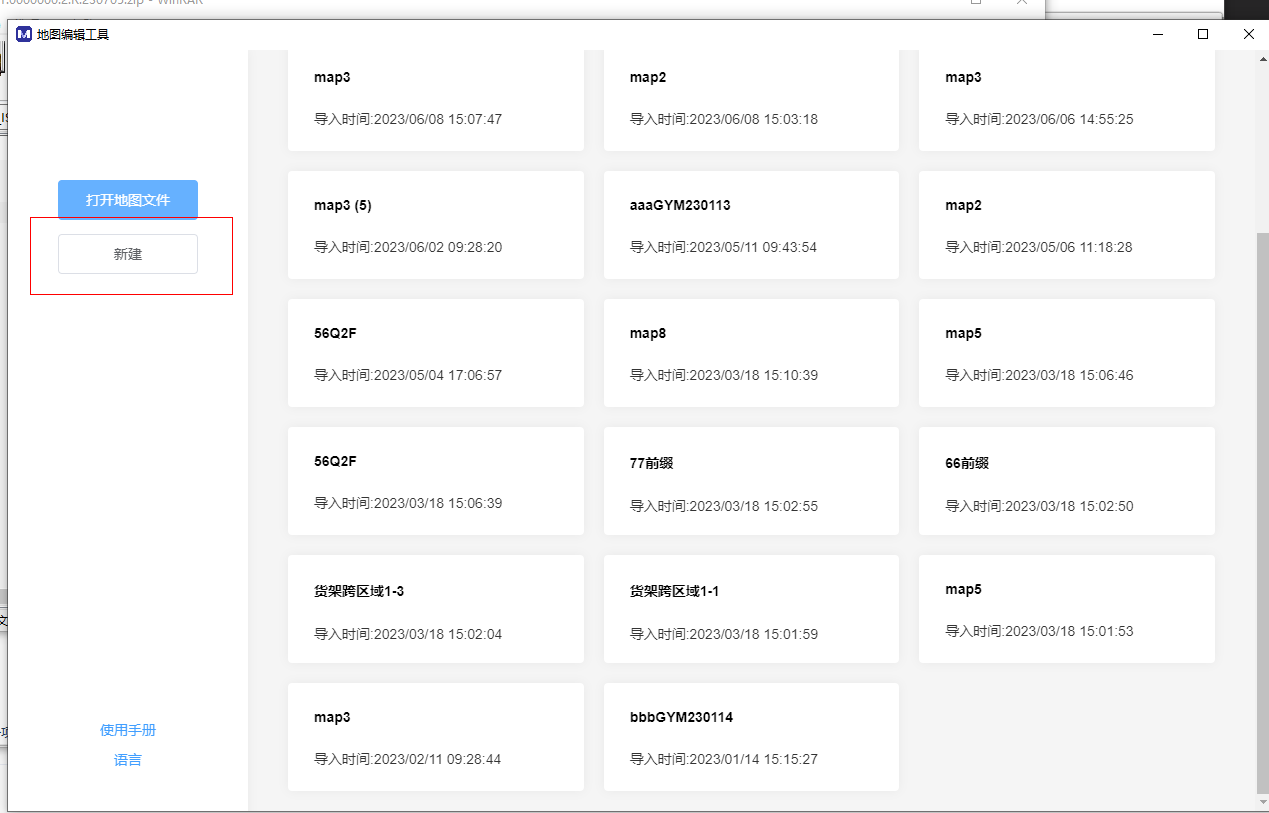 地图编辑工具
打开地图文件
新建
使用手册
语言
map3
导入时间:2023/06/08 15:07:47
map2
导入时间:2023/06/08 15:03:18
map3
导入时间:2023/06/06 14:55:25
map3 (5)
导入时间:2023/06/02 09:28:20
aaaGYM230113
导入时间:2023/05/11 09:43:54
map2
导入时间:2023/05/06 11:18:28
56Q2F
导入时间:2023/05/04 17:06:57
map8
导入时间:2023/03/18 15:10:39
map5
导入时间:2023/03/18 15:06:46
56Q2F
导入时间:2023/03/18 15:06:39
77前缀
导入时间:2023/03/18 15:02:55
66前缀
导入时间:2023/03/18 15:02:50
货架跨区域1-3
导入时间:2023/03/18 15:02:04
货架跨区域1-1
导入时间:2023/03/18 15:01:59
map5
导入时间:2023/03/18 15:01:53
map3
导入时间:2023/02/11 09:28:44
bbbGYM230114
导入时间:2023/01/14 15:15:27